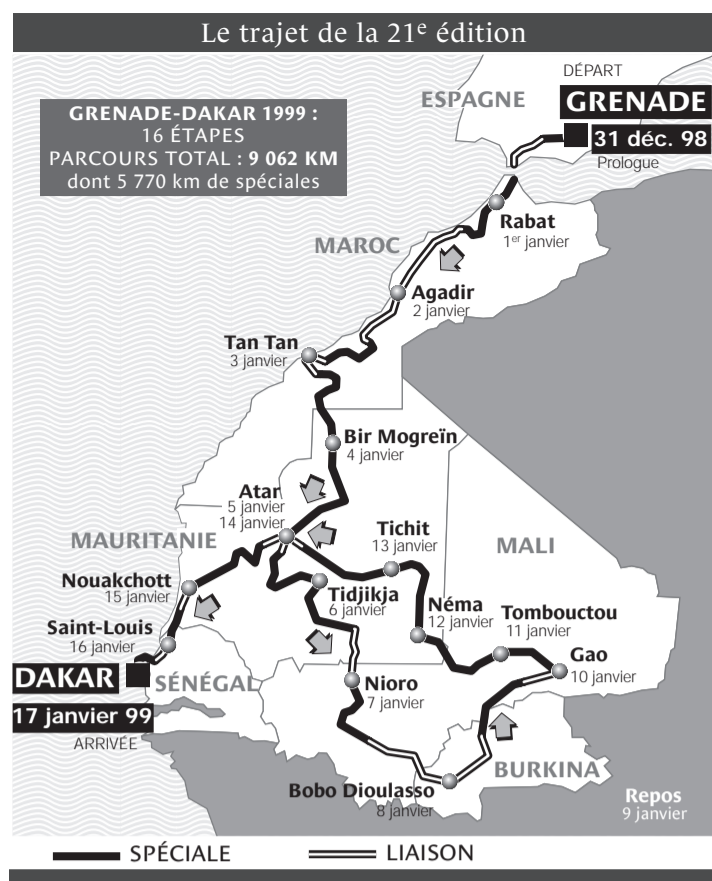 Le trajet de la 21e édition
GRENADE-DAKAR 1999 :
16 ÉTAPES
PARCOURS TOTAL : 9 062 KM
dont 5 770 km de spéciales
DÉPART
ESPAGNE
GRENADE
31 déc. 98
Prologue
Rabat
1er janvier
MAROC
Agadir
2 janvier
Tan Tan
3 janvier
Bir Mogreïn
4 janvier
Atar
5 janvier
14 janvier
Tichit
13 janvier
MAURITANIE
MALI
Nouakchott
15 janvier
Tidjikja
6 janvier
Néma
12 janvier
Tombouctou
11 janvier
Saint-Louis
16 janvier
Gao
10 janvier
DAKAR
SÉNÉGAL
Nioro
7 janvier
17 janvier 99
ARRIVÉE
BURKINA
Bobo Dioulasso
8 janvier
Repos
9 janvier
SPÉCIALE
LIAISON